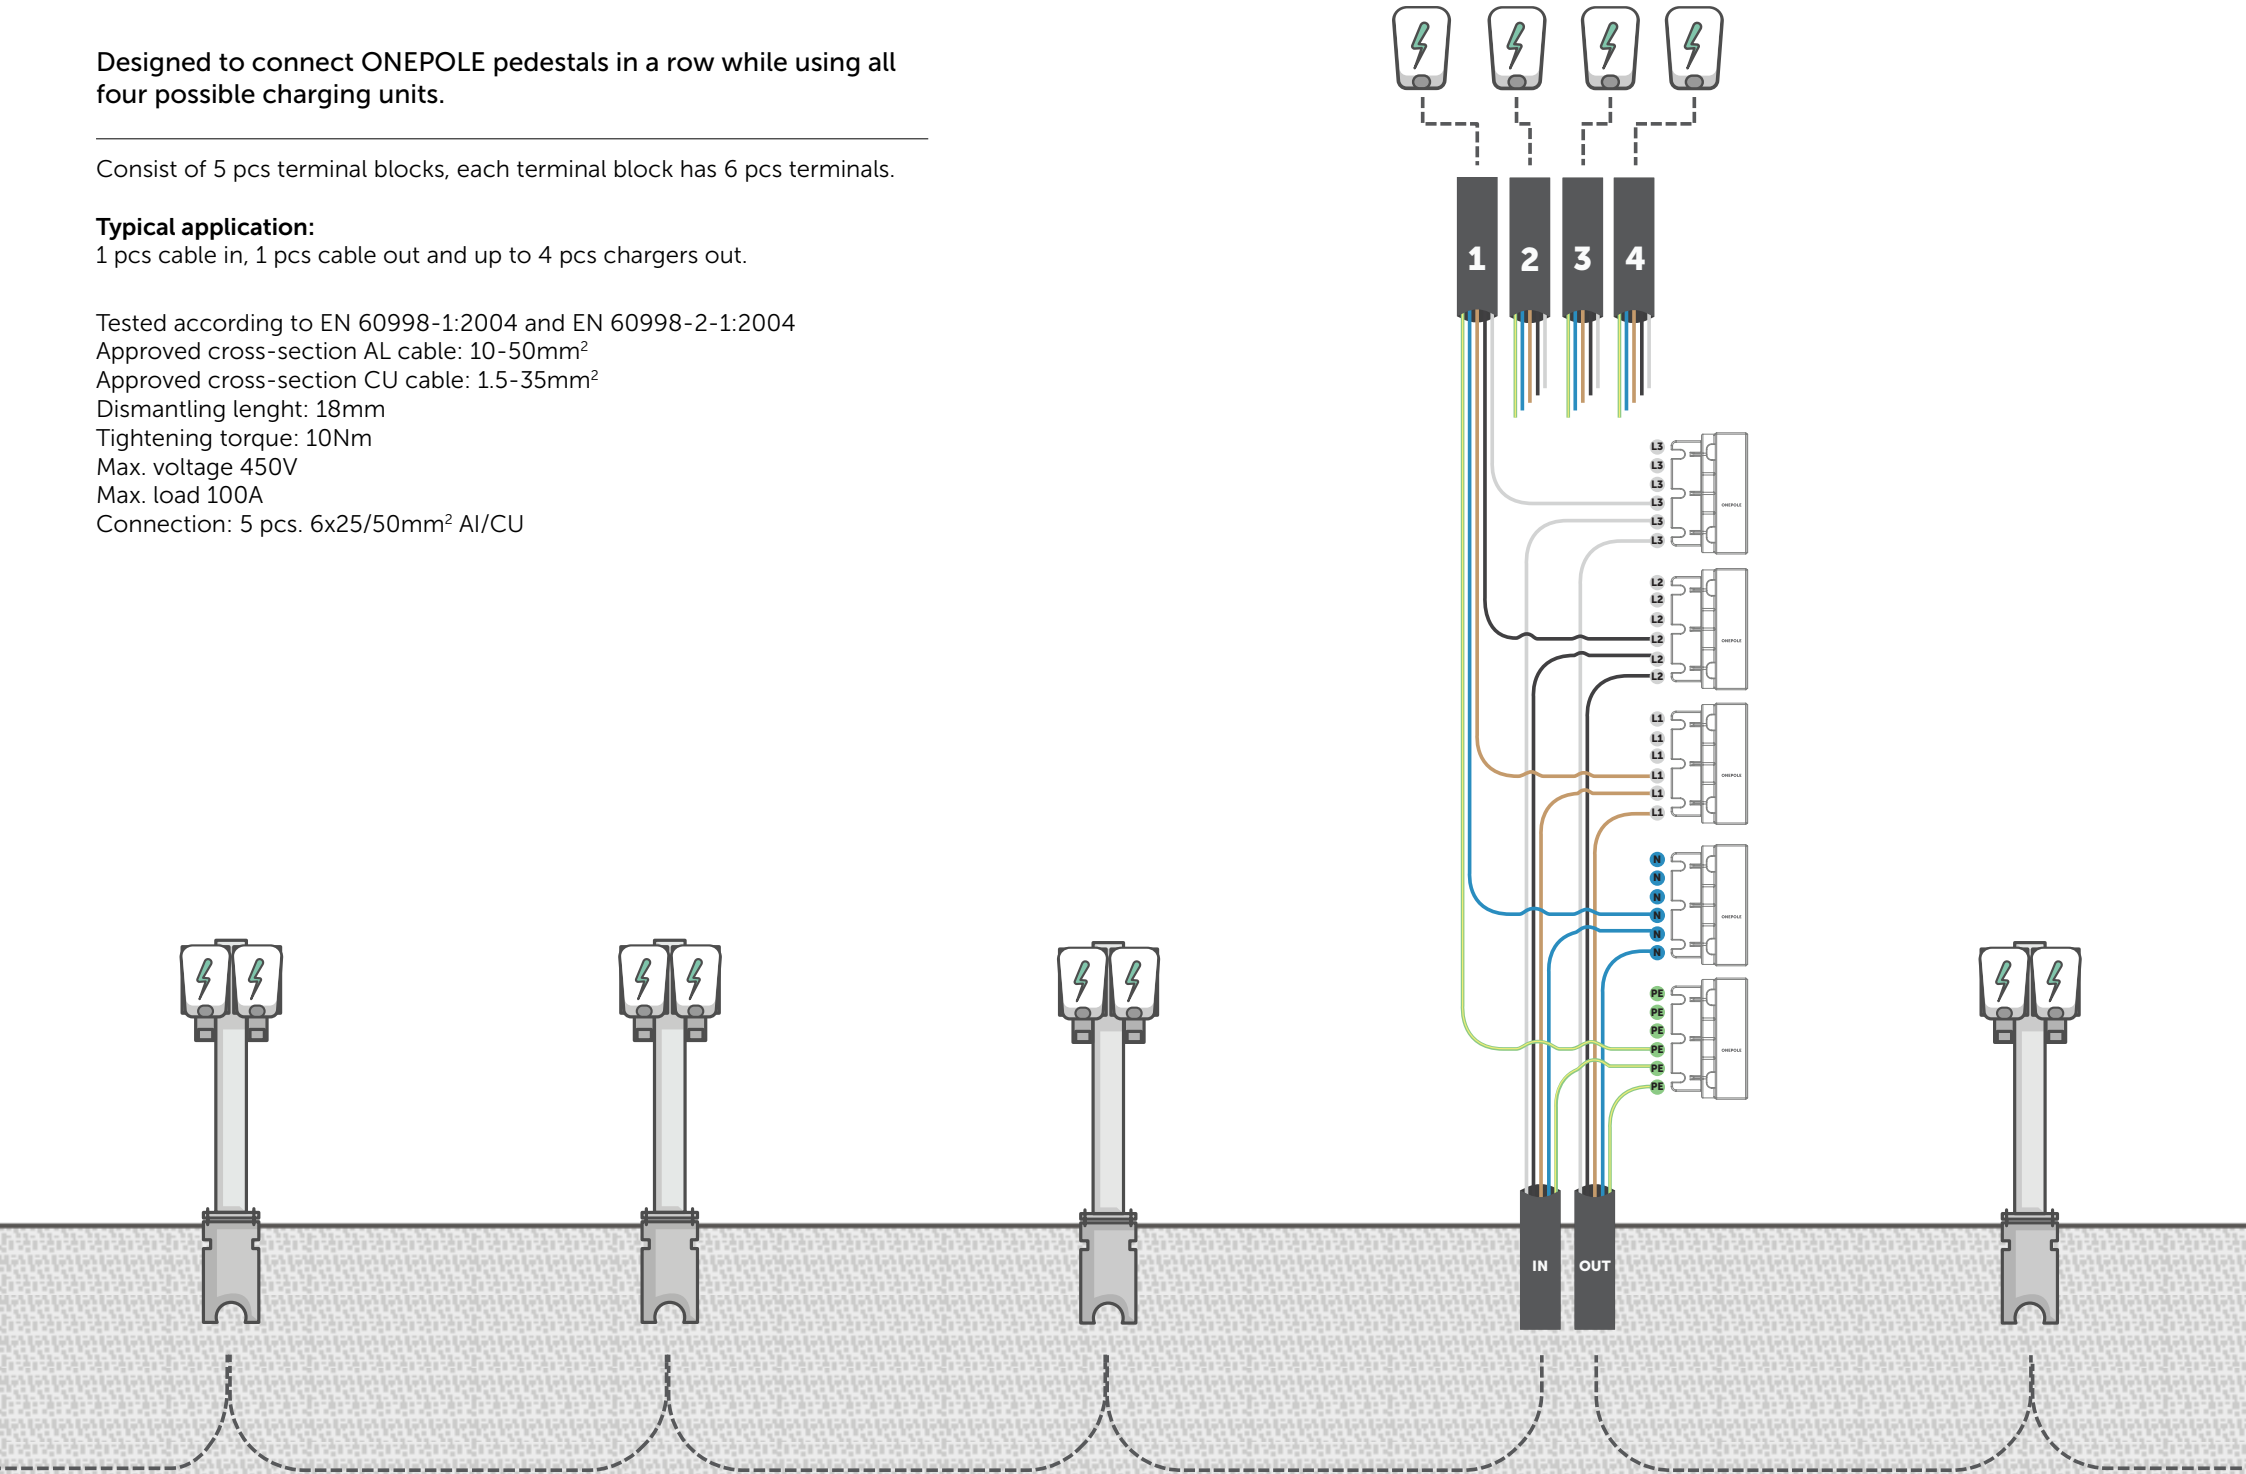 Designed to connect ONEPOLE pedestals in a row while using all
four possible charging units.
Consist of 5 pcs terminal blocks, each terminal block has 6 pcs terminals.
Typical application:
1 pcs cable in, 1 pcs cable out and up to 4 pcs chargers out.
Tested according to EN 60998-1:2004 and EN 60998-2-1:2004
Approved cross-section AL cable: 10-50mm²
Approved cross-section CU cable: 1.5-35mm²
Dismantling lenght: 18mm
Tightening torque: 10Nm
Max. voltage 450V
Max. load 100A
Connection: 5 pcs. 6x25/50mm² Al/CU
1 2 3 4
L3
L3
L3
L3
L3
L3
ONEPOLE
L2
L2
L2
L2
L2
L2
ONEPOLE
L1
L1
L1
L1
L1
L1
ONEPOLE
N
N
N
N
N
N
ONEPOLE
PE
PE
PE
PE
PE
PE
ONEPOLE
IN OUT